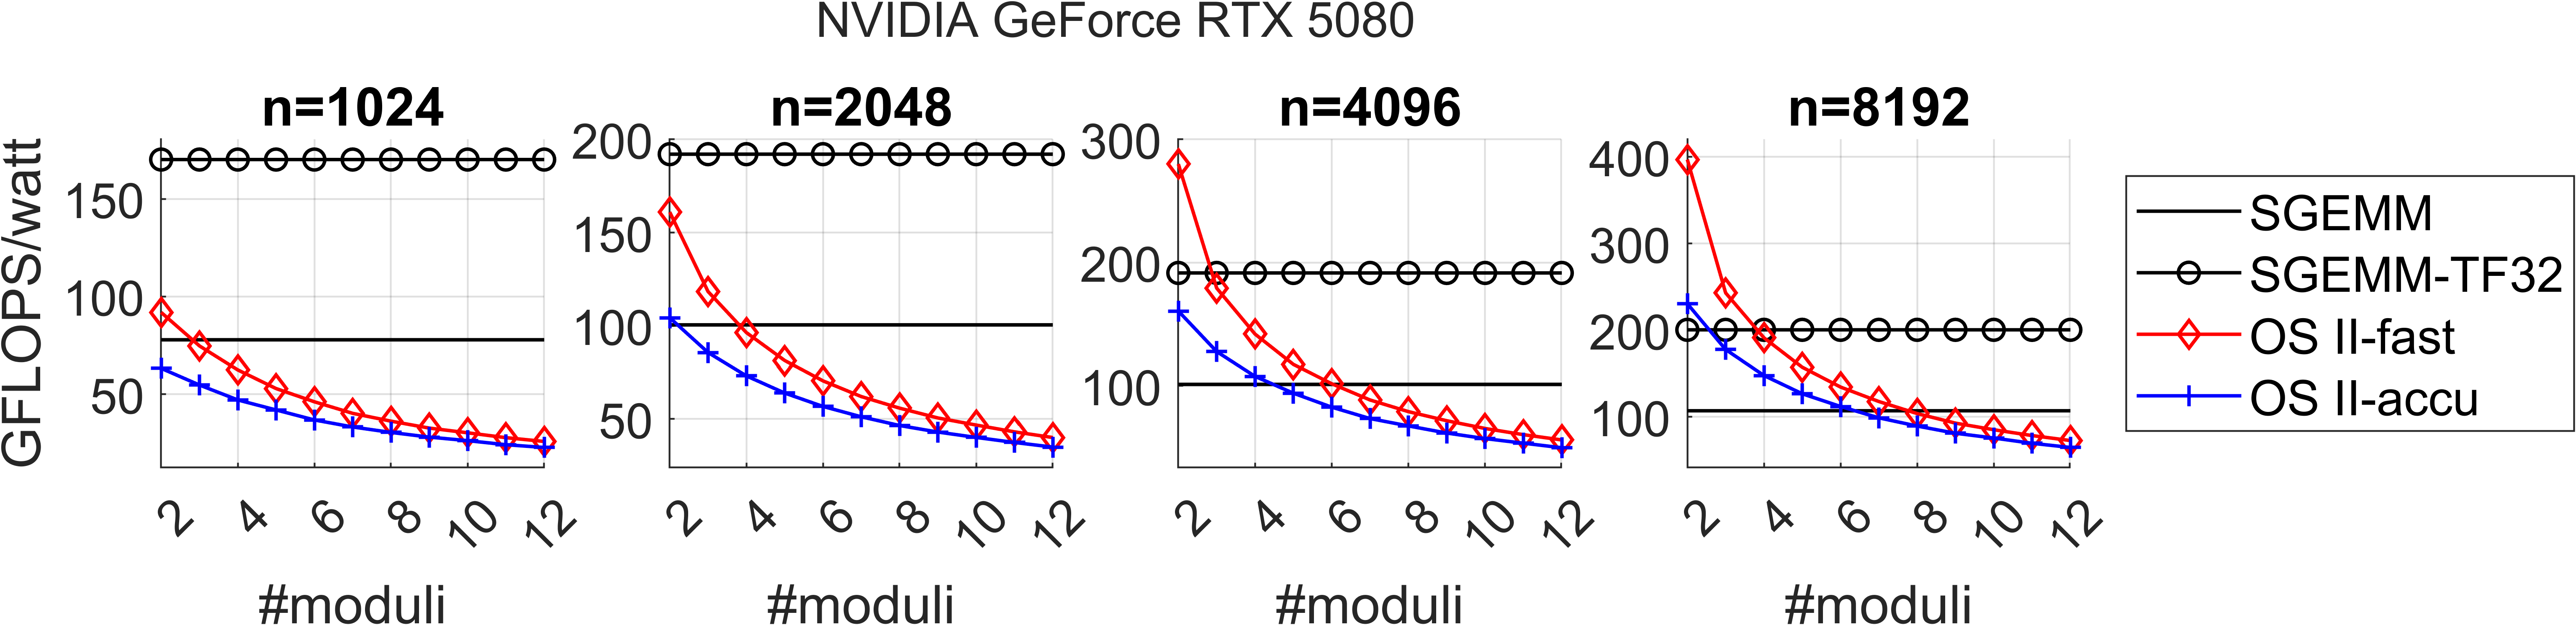 NVIDIA GeForce RTX 5080
n=1024
n=2048
n=4096
n=8192
GFLOPS/watt
150
100
50
200
150
100
50
300
200
100
400
300
200
100
2 4 6 8 10 12
2 4 6 8 10 12
2 4 6 8 10 12
2 4 6 8 10 12
#moduli
#moduli
#moduli
#moduli
SGEMM
SGEMM-TF32
OS II-fast
OS II-accu